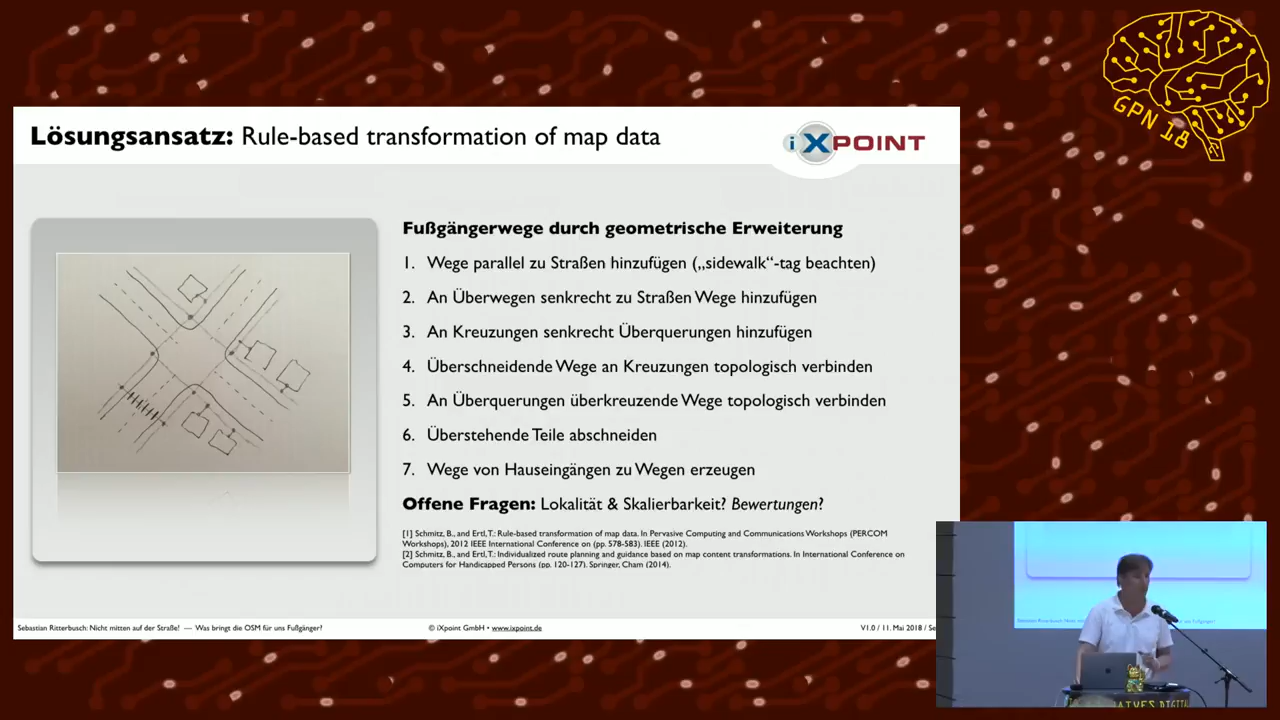 Lösungsansatz: Rule-based transformation of map data
iXPOINT
GPN 18
Fußgängerwege durch geometrische Erweiterung
1. Wege parallel zu Straßen hinzufügen („sidewalk“-tag beachten)
2. An Überwegen senkrecht zu Straßen Wege hinzufügen
3. An Kreuzungen senkrecht Überquerungen hinzufügen
4. Überschneidende Wege an Kreuzungen topologisch verbinden
5. An Überquerungen überkreuzende Wege topologisch verbinden
6. Überstehende Teile abschneiden
7. Wege von Hauseingängen zu Wegen erzeugen
Offene Fragen: Lokalität & Skalierbarkeit? Bewertungen?
[1] Schmitz, B., and Ertl, T.: Rule-based transformation of map data. In Pervasive Computing and Communications Workshops (PERCOM
Workshops), 2012 IEEE International Conference on (pp. 578-583). IEEE (2012).
[2] Schmitz, B., and Ertl, T.: Individualized route planning and guidance based on map content transformations. In International Conference on
Computers for Handicapped Persons (pp. 120-127). Springer, Cham (2014).
Sebastian Ritterbusch: Nicht mitten auf der Straße! — Was bringt die OSM für uns Fußgänger?
© iXpoint GmbH • www.ixpoint.de
V1.0 / 11. Mai 2018 / Se